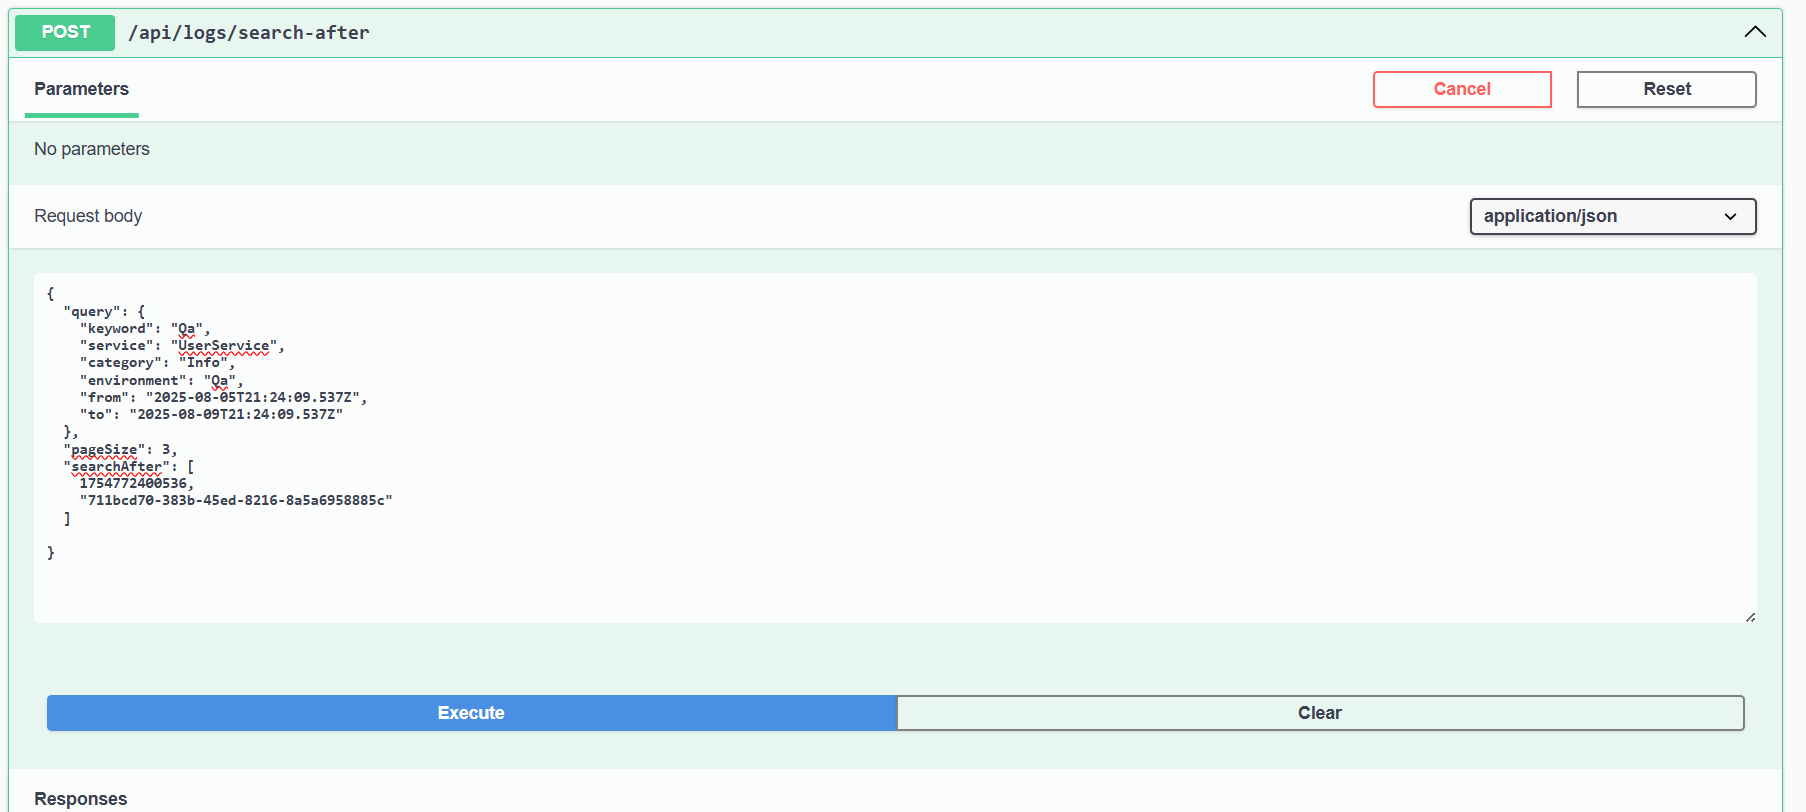 POST /api/logs/search-after
Parameters
Cancel
Reset
No parameters
Request body
application/json
{
  "query": {
    "keyword": "Qa",
    "service": "UserService",
    "category": "Info",
    "environment": "Qa",
    "from": "2025-08-05T21:24:09.537Z",
    "to": "2025-08-09T21:24:09.537Z"
  },
  "pageSize": 3,
  "searchAfter": [
    1754772400536,
    "711bcd70-383b-45ed-8216-8a5a6958885c"
  ]
}
Execute
Clear
Responses